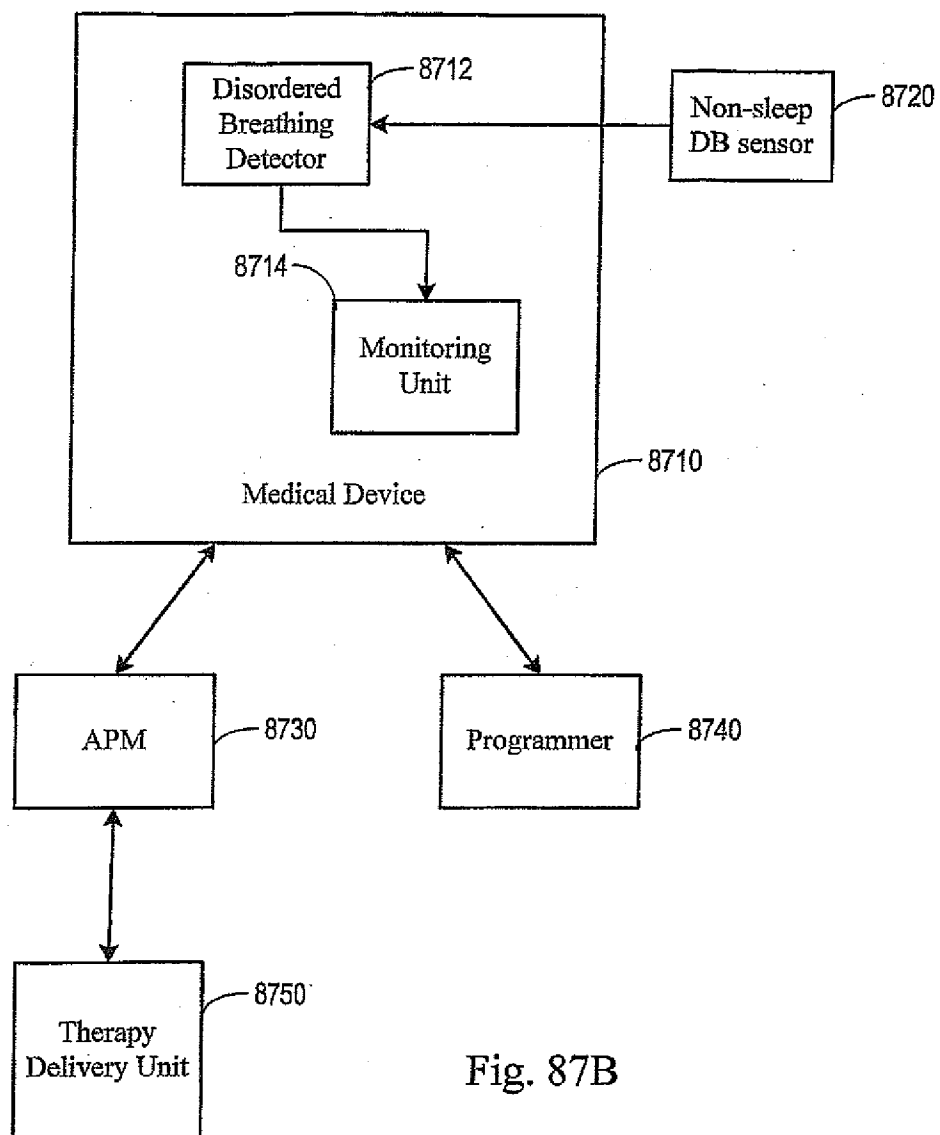 8712
Disordered
Breathing
Detector
8720
Non-sleep
DB sensor
8714
Monitoring
Unit
8710
Medical Device
APM
8730
Programmer
8740
8750
Therapy
Delivery Unit
Fig. 87B